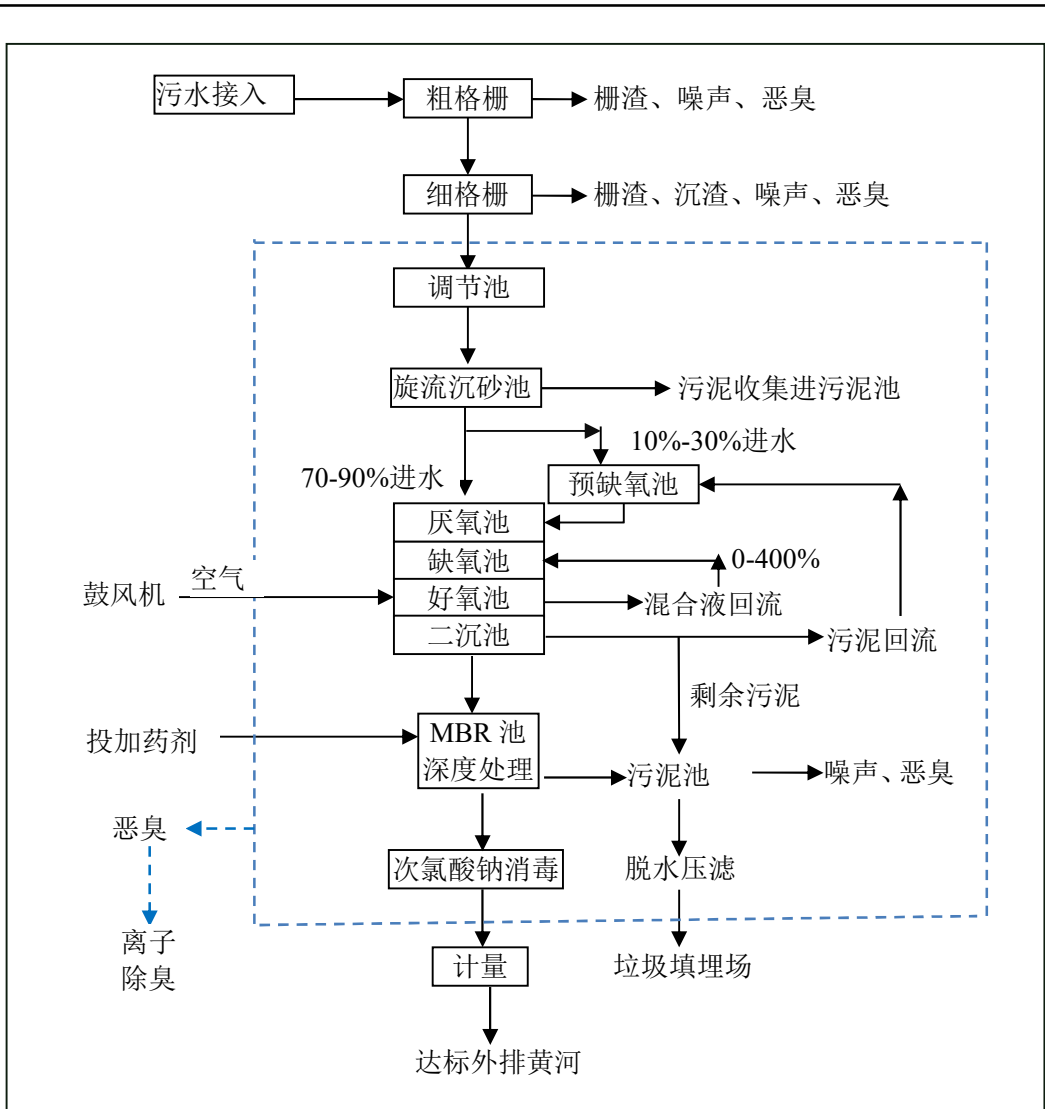 污水接入
粗格栅
栅渣、噪声、恶臭
细格栅
栅渣、沉渣、噪声、恶臭
调节池
旋流沉砂池
污泥收集进污泥池
10%-30%进水
70-90%进水
预缺氧池
厌氧池
缺氧池
0-400%
鼓风机
空气
好氧池
混合液回流
二沉池
污泥回流
剩余污泥
投加药剂
MBR 池
深度处理
污泥池
噪声、恶臭
恶臭
次氯酸钠消毒
脱水压滤
离子
除臭
计量
垃圾填埋场
达标外排黄河